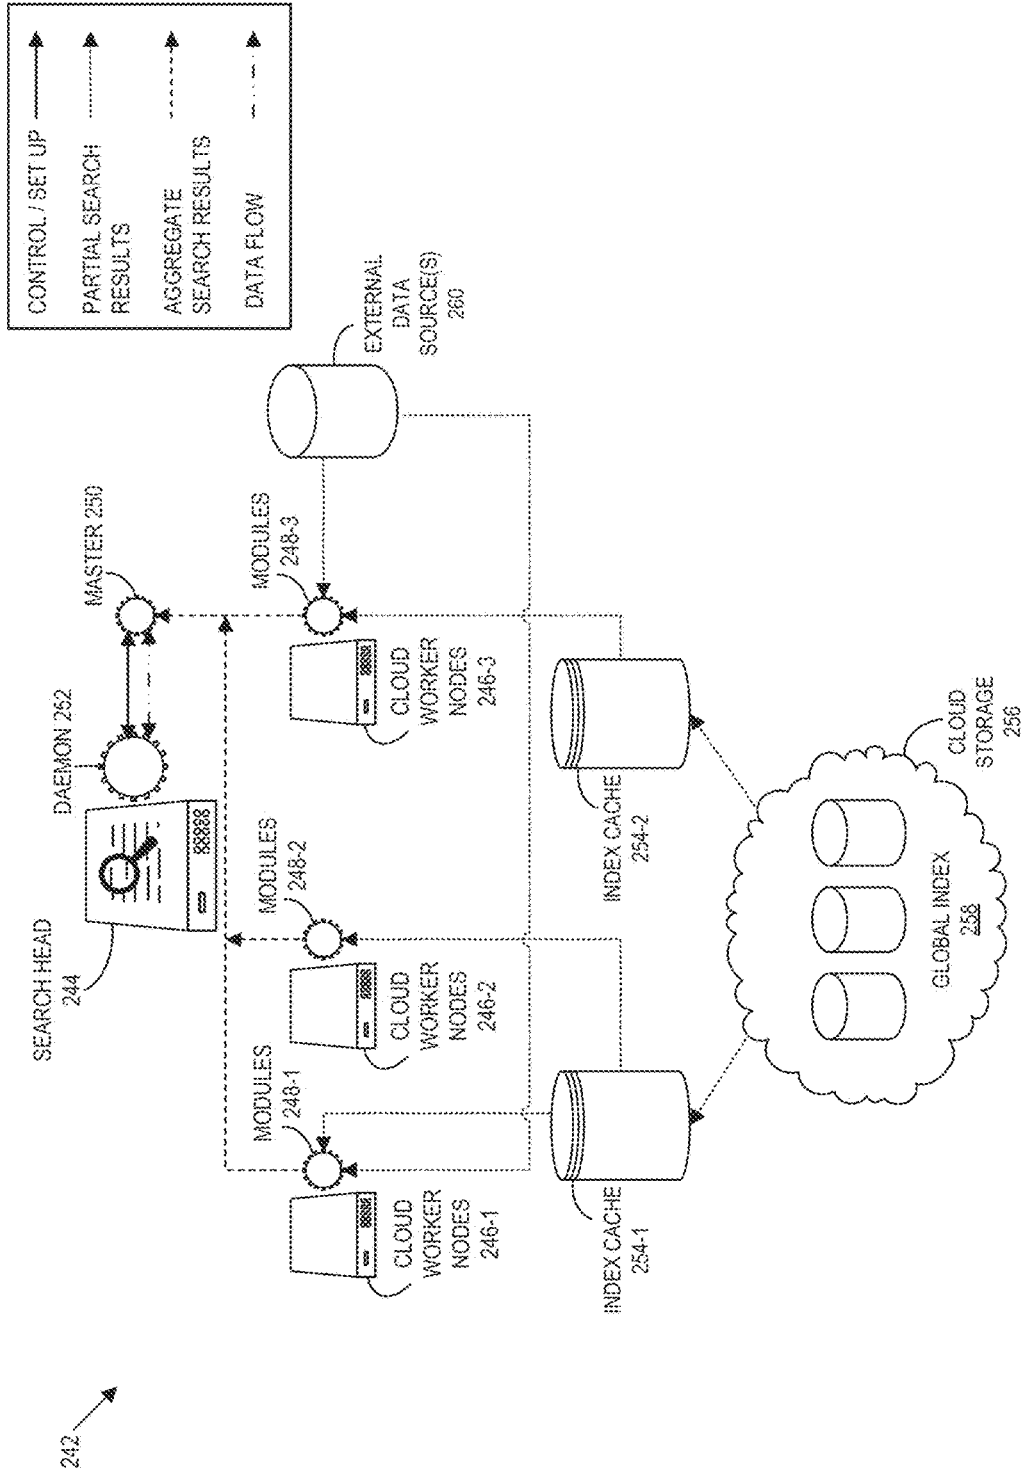 242
SEARCH HEAD
244
DAEMON 252
MASTER 250
CONTROL / SET UP
PARTIAL SEARCH
RESULTS
AGGREGATE
SEARCH RESULTS
DATA FLOW
MODULES
248-1
MODULES
248-2
MODULES
248-3
EXTERNAL
DATA
SOURCE(S)
260
CLOUD
WORKER
NODES
246-1
CLOUD
WORKER
NODES
246-2
CLOUD
WORKER
NODES
246-3
INDEX CACHE
254-1
INDEX CACHE
254-2
GLOBAL INDEX
258
CLOUD
STORAGE
256